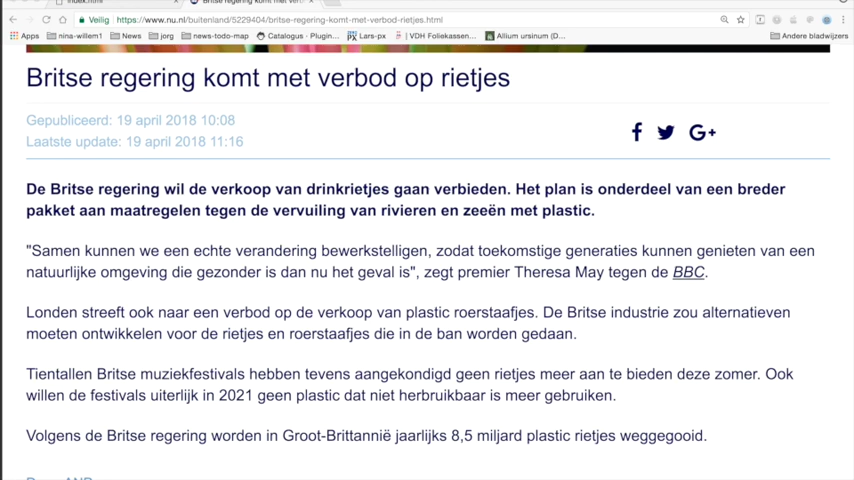 index.html
Britse regering komt met verb
Veilig https://www.nu.nl/buitenland/5229404/britse-regering-komt-met-verbod-rietjes.html
Apps nina-willem1 News jorg news-todo-map Catalogus - Plugin... Lars-px VDH Foliekassen... Allium ursinum (D... Andere bladwijzers
Britse regering komt met verbod op rietjes
Gepubliceerd: 19 april 2018 10:08
Laatste update: 19 april 2018 11:16
De Britse regering wil de verkoop van drinkrietjes gaan verbieden. Het plan is onderdeel van een breder
pakket aan maatregelen tegen de vervuiling van rivieren en zeeën met plastic.
"Samen kunnen we een echte verandering bewerkstelligen, zodat toekomstige generaties kunnen genieten van een
natuurlijke omgeving die gezonder is dan nu het geval is", zegt premier Theresa May tegen de BBC.
Londen streeft ook naar een verbod op de verkoop van plastic roerstaafjes. De Britse industrie zou alternatieven
moeten ontwikkelen voor de rietjes en roerstaafjes die in de ban worden gedaan.
Tientallen Britse muziekfestivals hebben tevens aangekondigd geen rietjes meer aan te bieden deze zomer. Ook
willen de festivals uiterlijk in 2021 geen plastic dat niet herbruikbaar is meer gebruiken.
Volgens de Britse regering worden in Groot-Brittannië jaarlijks 8,5 miljard plastic rietjes weggegooid.